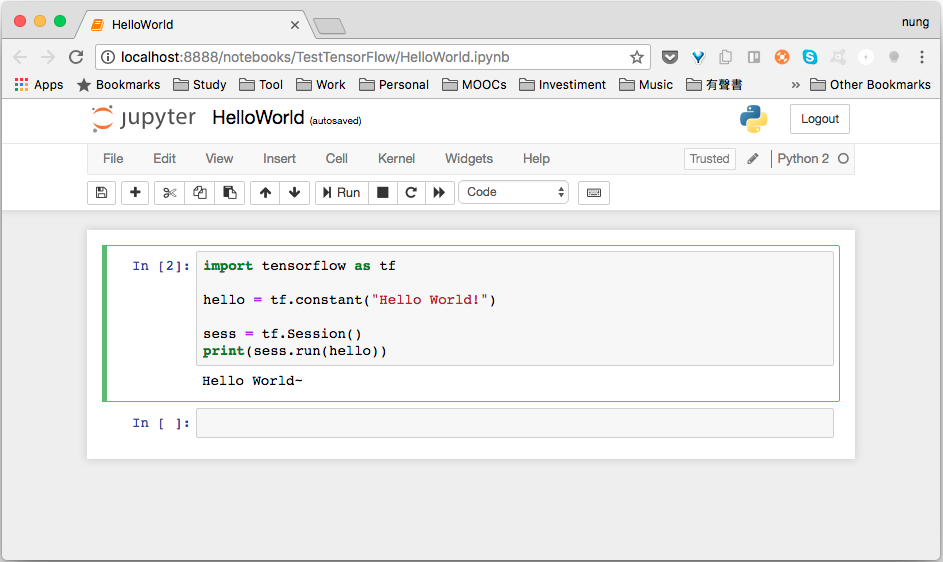 HelloWorld
nung
localhost:8888/notebooks/TestTensorFlow/HelloWorld.ipynb
Apps Bookmarks Study Tool Work Personal MOOCs Investiment Music 有聲書 » Other Bookmarks
jupyter HelloWorld (autosaved) Logout
File Edit View Insert Cell Kernel Widgets Help Trusted Python 2
Run Code
In [2]: import tensorflow as tf
hello = tf.constant("Hello World!")
sess = tf.Session()
print(sess.run(hello))
Hello World~
In [ ]: